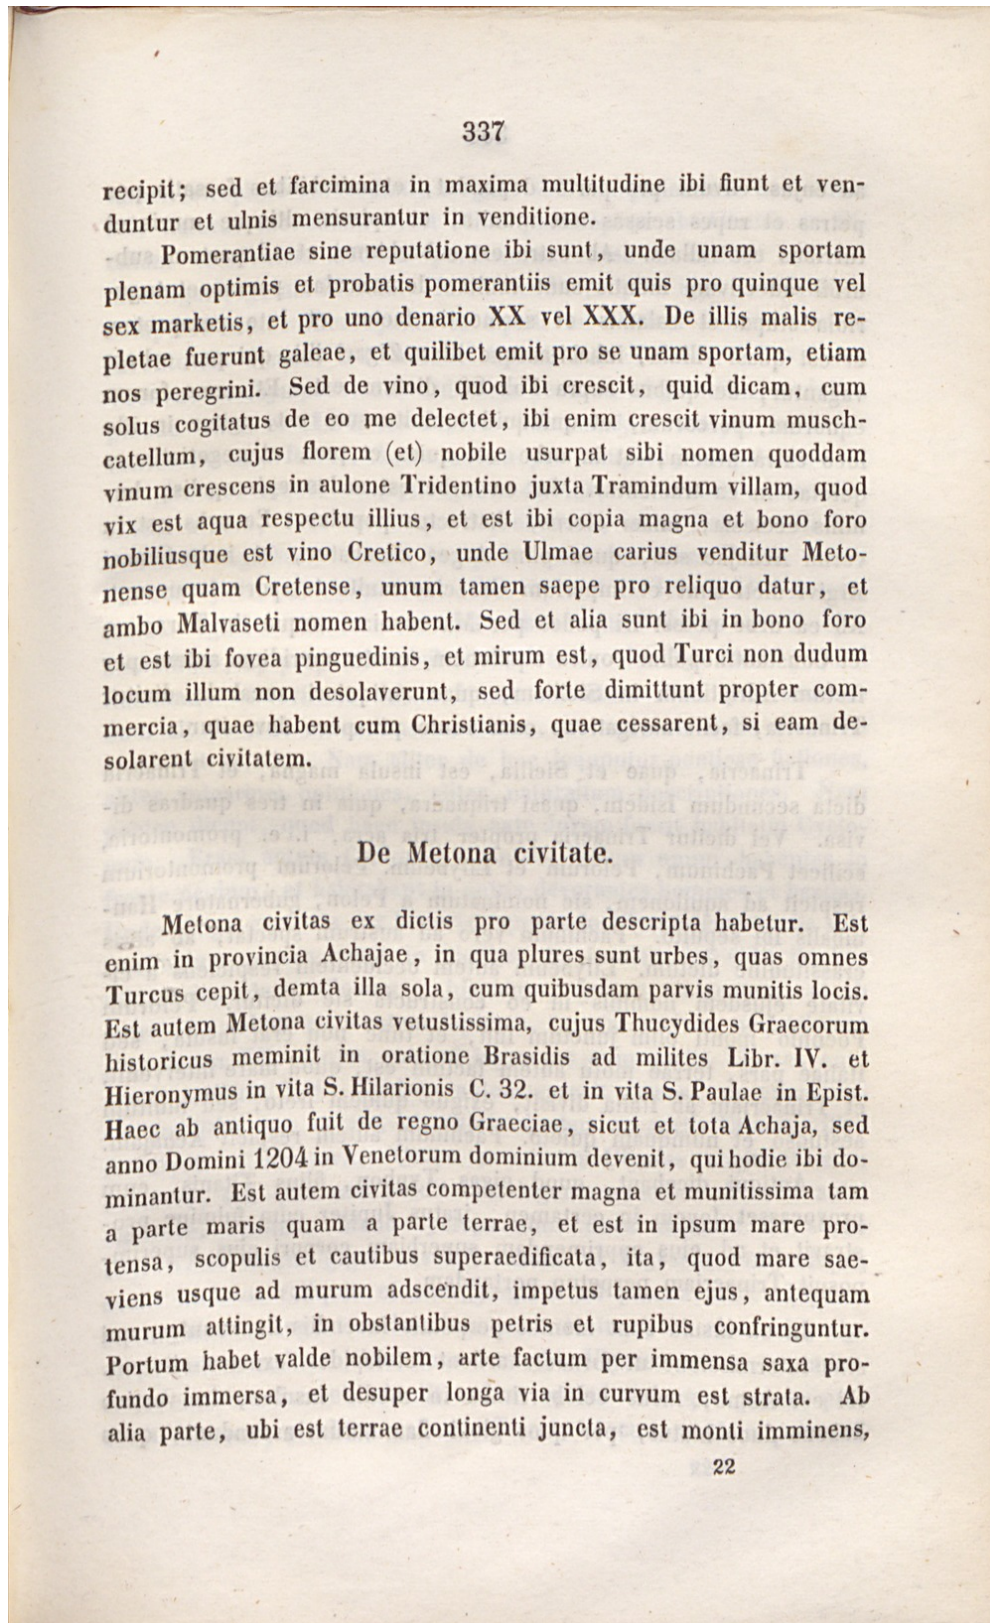 337
recipit; sed et farcimina in maxima multitudine ibi fiunt et ven-
duntur et ulnis mensurantur in venditione.
Pomerantiae sine reputatione ibi sunt, unde unam sportam
plenam optimis et probatis pomerantiis emit quis pro quinque vel
sex marketis, et pro uno denario XX vel XXX. De illis malis re-
pletae fuerunt galeae, et quilibet emit pro se unam sportam, etiam
nos peregrini. Sed de vino, quod ibi crescit, quid dicam, cum
solus cogitatus de eo me delectet, ibi enim crescit vinum musch-
catellum, cujus florem (et) nobile usurpat sibi nomen quoddam
vinum crescens in aulone Tridentino juxta Tramindum villam, quod
vix est aqua respectu illius, et est ibi copia magna et bono foro
nobiliusque est vino Cretico, unde Ulmae carius venditur Meto-
nense quam Cretense, unum tamen saepe pro reliquo datur, et
ambo Malvaseti nomen habent. Sed et alia sunt ibi in bono foro
et est ibi fovea pinguedinis, et mirum est, quod Turci non dudum
locum illum non desolaverunt, sed forte dimittunt propter com-
mercia, quae habent cum Christianis, quae cessarent, si eam de-
solarent civitatem.
De Metona civitate.
Metona civitas ex dictis pro parte descripta habetur. Est
enim in provincia Achajae, in qua plures sunt urbes, quas omnes
Turcus cepit, demta illa sola, cum quibusdam parvis munitis locis.
Est autem Metona civitas vetustissima, cujus Thucydides Graecorum
historicus meminit in oratione Brasidis ad milites Libr. IV. et
Hieronymus in vita S. Hilarionis C. 32. et in vita S. Paulae in Epist.
Haec ab antiquo fuit de regno Graeciae, sicut et tota Achaja, sed
anno Domini 1204 in Venetorum dominium devenit, qui hodie ibi do-
minantur. Est autem civitas competenter magna et munitissima tam
a parte maris quam a parte terrae, et est in ipsum mare pro-
tensa, scopulis et cautibus superaedificata, ita, quod mare sae-
viens usque ad murum adscendit, impetus tamen ejus, antequam
murum attingit, in obstantibus petris et rupibus confringuntur.
Portum habet valde nobilem, arte factum per immensa saxa pro-
fundo immersa, et desuper longa via in curvum est strata. Ab
alia parte, ubi est terrae continenti juncta, est monti imminens,
22